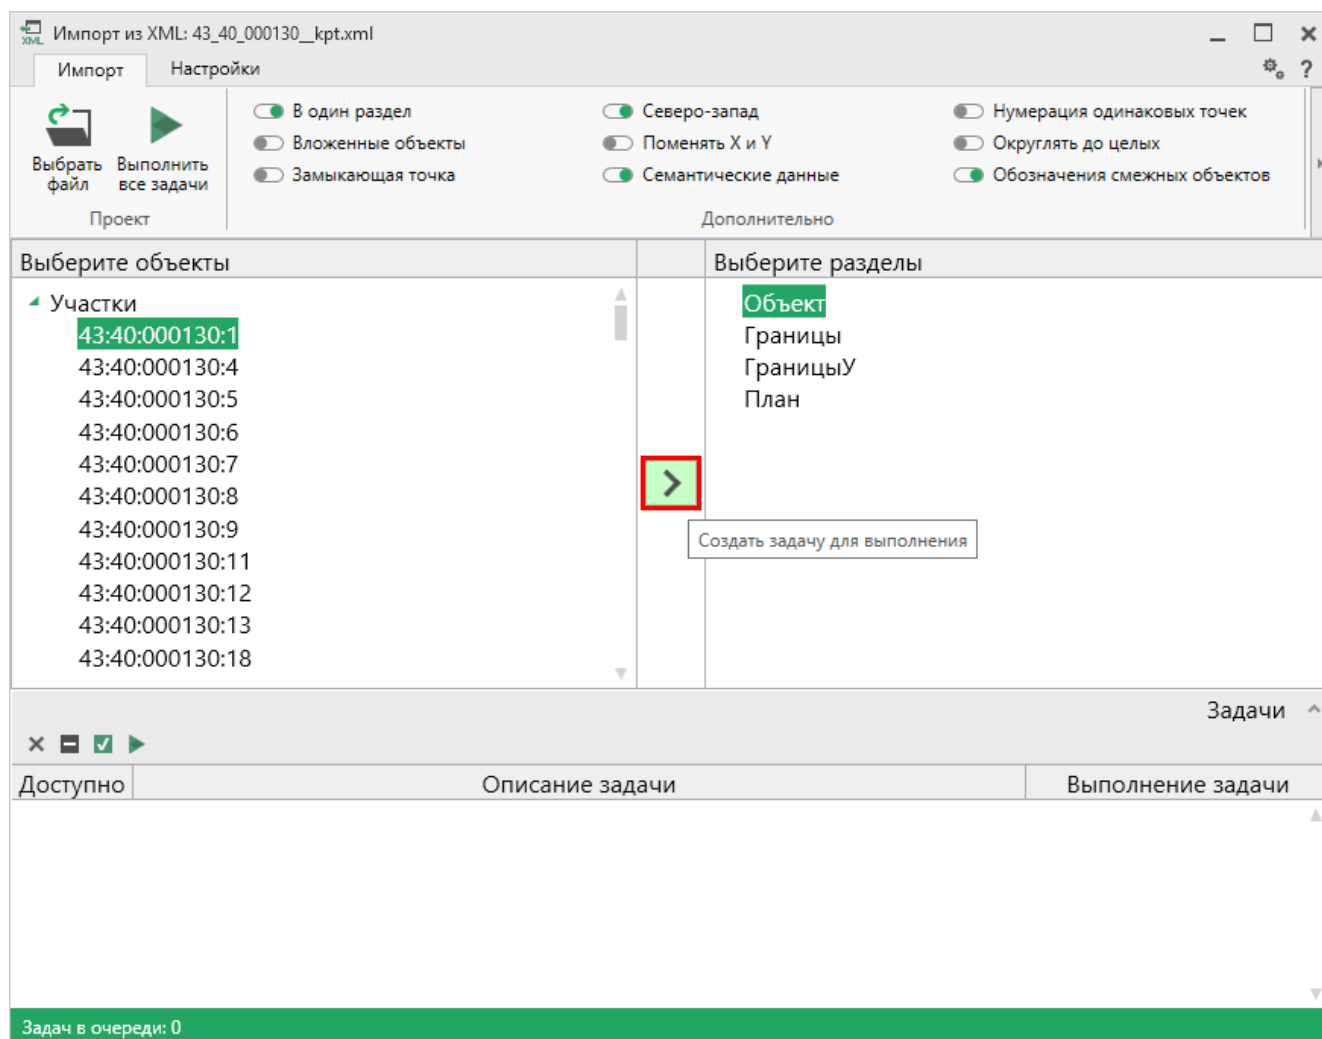 Импорт из XML: 43_40_000130__kpt.xml
Импорт Настройки
?
XML
Выбрать файл
Выполнить все задачи
Проект
В один раздел
Вложенные объекты
Замыкающая точка
Северо-запад
Поменять X и Y
Семантические данные
Нумерация одинаковых точек
Округлять до целых
Обозначения смежных объектов
Дополнительно
Выберите объекты
Участки
43:40:000130:1
43:40:000130:4
43:40:000130:5
43:40:000130:6
43:40:000130:7
43:40:000130:8
43:40:000130:9
43:40:000130:11
43:40:000130:12
43:40:000130:13
43:40:000130:18
Выберите разделы
Объект
Границы
ГраницыУ
План
Создать задачу для выполнения
Задачи
Доступно Описание задачи Выполнение задачи
Задач в очереди: 0